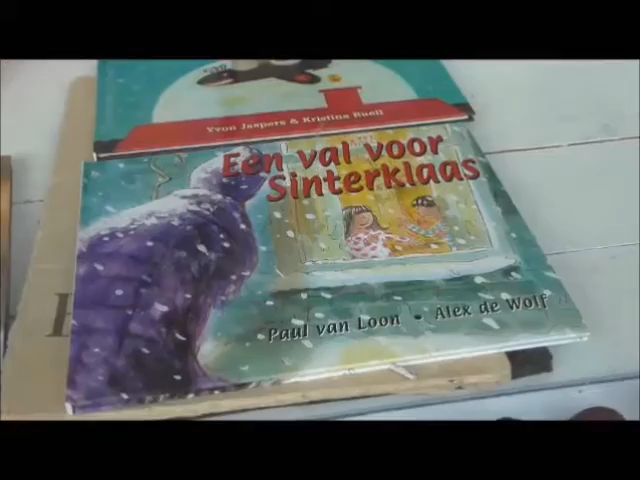 Yvon Jaspers & Kristina Ruell
Een val voor
Sinterklaas
Paul van Loon • Alex de Wolf